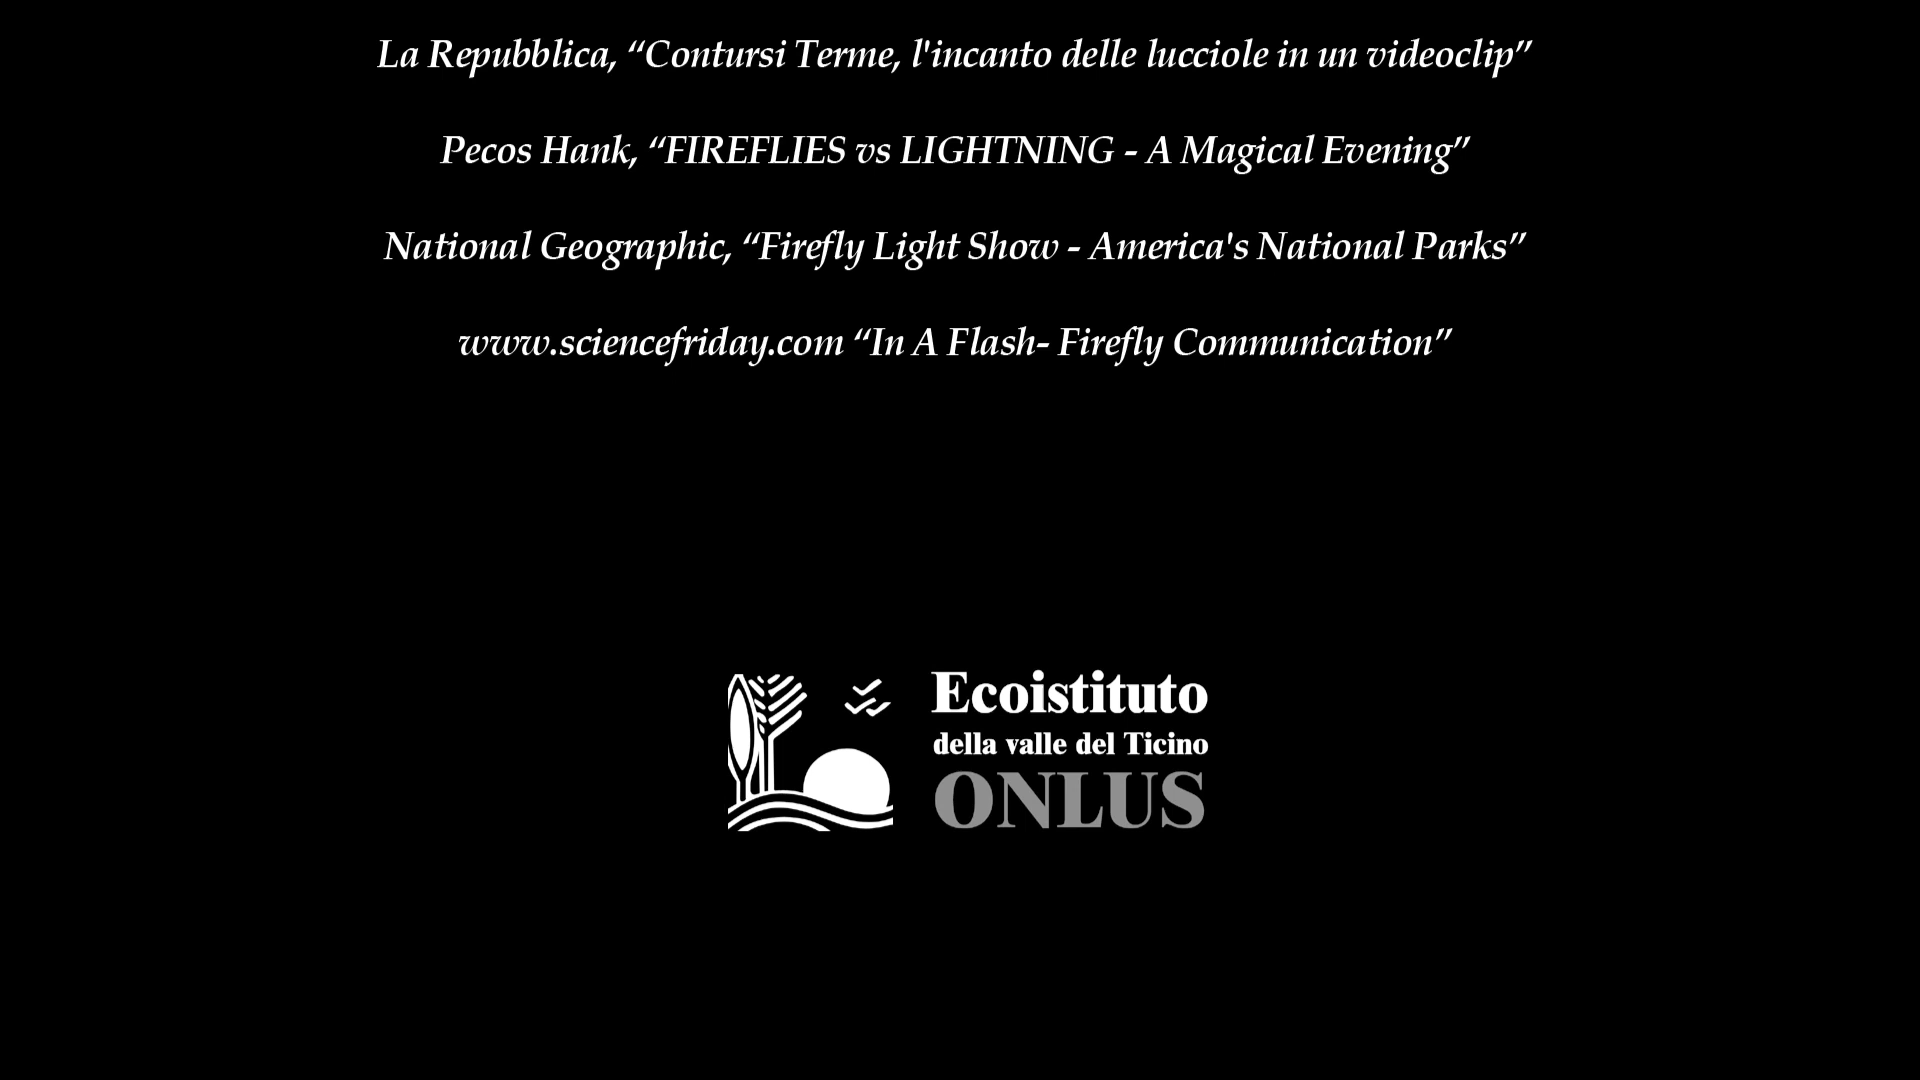 La Repubblica, “Contursi Terme, l'incanto delle lucciole in un videoclip”
Pecos Hank, “FIREFLIES vs LIGHTNING - A Magical Evening”
National Geographic, “Firefly Light Show - America's National Parks”
www.sciencefriday.com “In A Flash- Firefly Communication”
Ecoistituto
della valle del Ticino
ONLUS